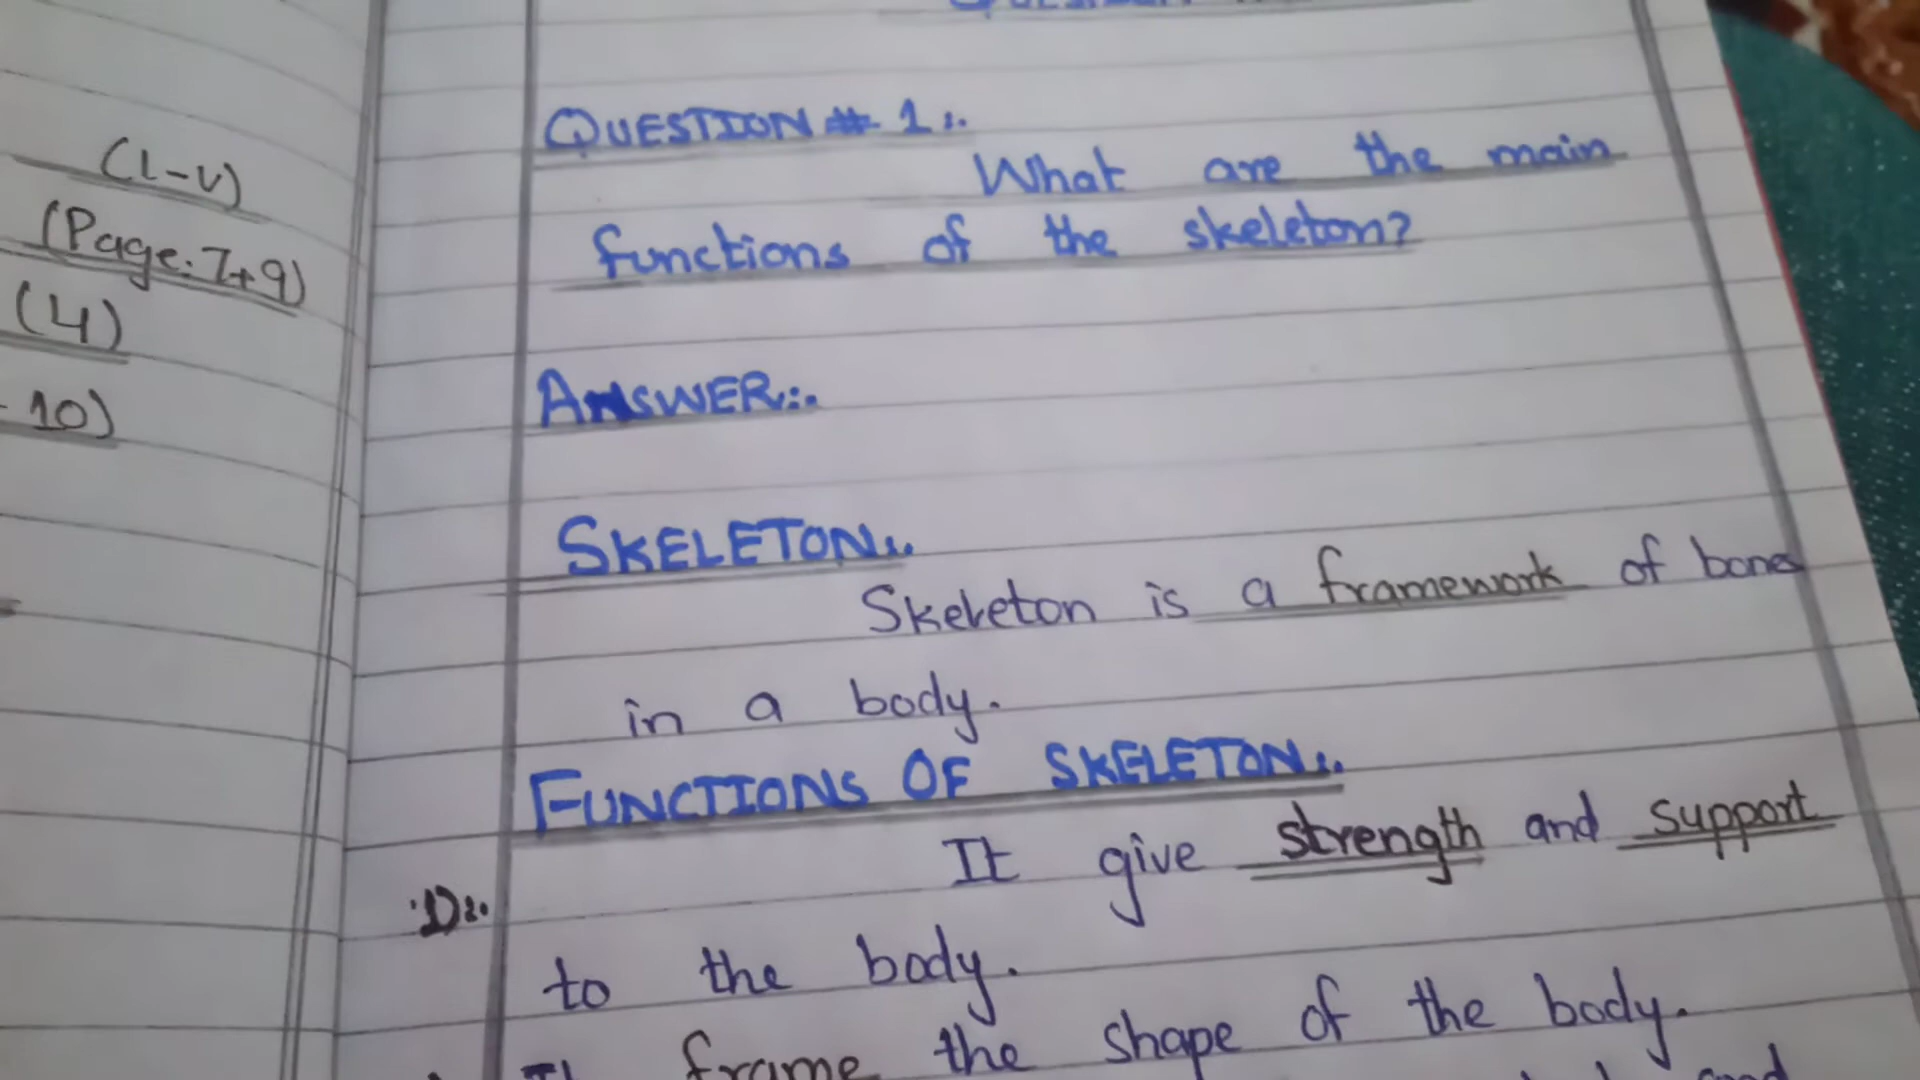 (1-V)
(Page:7+9)
(4)
10)
QUESTION # 1:.
What are the main
functions of the skeleton?
ANSWER:.
SKELETON:.
Skeleton is a framework of bones
in a body.
FUNCTIONS OF SKELETON:.
1):. It give strength and support
to the body.
frame the shape of the body.
and